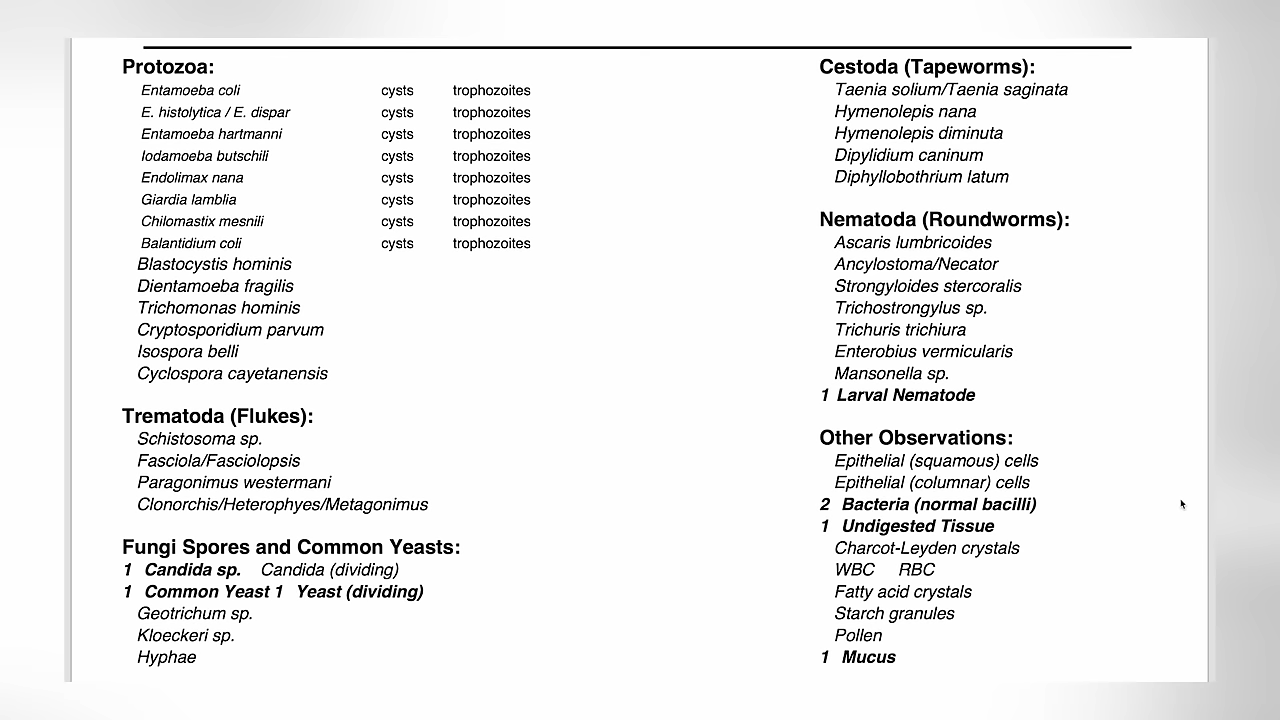 Protozoa:
Entamoeba coli cysts trophozoites
E. histolytica / E. dispar cysts trophozoites
Entamoeba hartmanni cysts trophozoites
Iodamoeba butschili cysts trophozoites
Endolimax nana cysts trophozoites
Giardia lamblia cysts trophozoites
Chilomastix mesnili cysts trophozoites
Balantidium coli cysts trophozoites
Blastocystis hominis
Dientamoeba fragilis
Trichomonas hominis
Cryptosporidium parvum
Isospora belli
Cyclospora cayetanensis
Trematoda (Flukes):
Schistosoma sp.
Fasciola/Fasciolopsis
Paragonimus westermani
Clonorchis/Heterophyes/Metagonimus
Fungi Spores and Common Yeasts:
1 Candida sp. Candida (dividing)
1 Common Yeast 1 Yeast (dividing)
Geotrichum sp.
Kloeckeri sp.
Hyphae
Cestoda (Tapeworms):
Taenia solium/Taenia saginata
Hymenolepis nana
Hymenolepis diminuta
Dipylidium caninum
Diphyllobothrium latum
Nematoda (Roundworms):
Ascaris lumbricoides
Ancylostoma/Necator
Strongyloides stercoralis
Trichostrongylus sp.
Trichuris trichiura
Enterobius vermicularis
Mansonella sp.
1 Larval Nematode
Other Observations:
Epithelial (squamous) cells
Epithelial (columnar) cells
2 Bacteria (normal bacilli)
1 Undigested Tissue
Charcot-Leyden crystals
WBC RBC
Fatty acid crystals
Starch granules
Pollen
1 Mucus